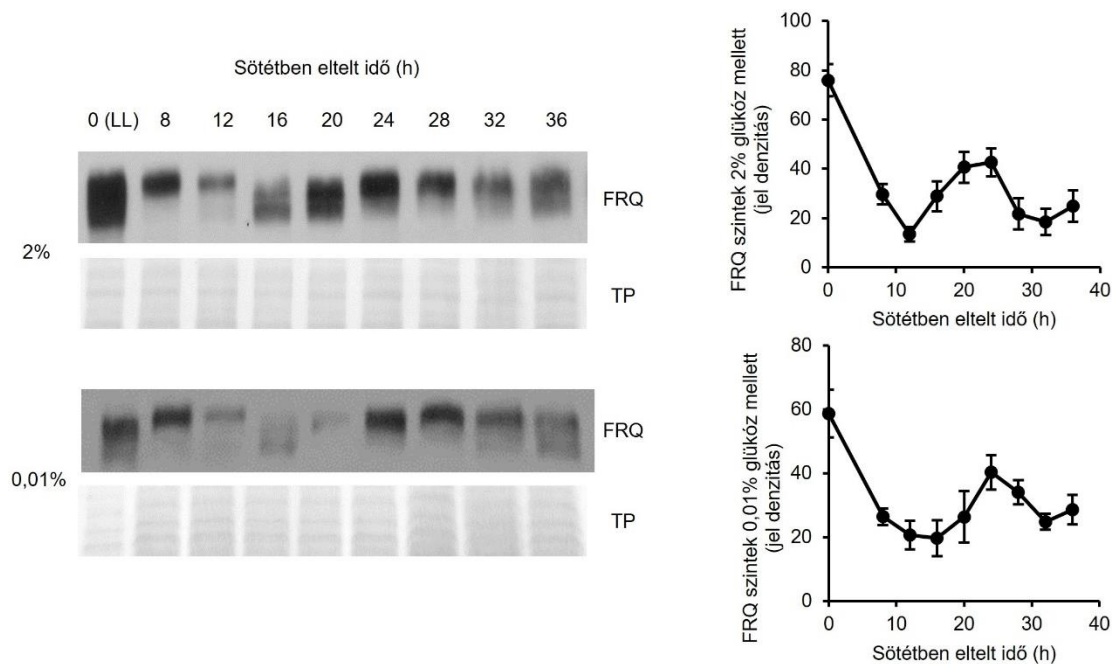 Sötétben eltelt idő (h)
0 (LL) 8 12 16 20 24 28 32 36
FRQ
2%
TP
FRQ
0,01%
TP
FRQ szintek 2% glükóz mellett
(jel denzitás)
100
80
60
40
20
0
0 10 20 30 40
Sötétben eltelt idő (h)
FRQ szintek 0,01% glükóz mellett
(jel denzitás)
80
60
40
20
0
0 10 20 30 40
Sötétben eltelt idő (h)